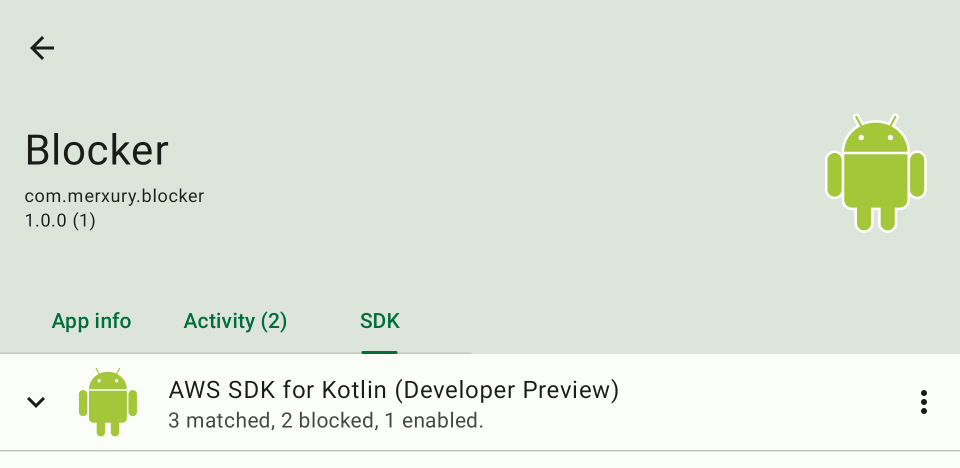 Blocker
com.merxury.blocker
1.0.0 (1)
App info
Activity (2)
SDK
AWS SDK for Kotlin (Developer Preview)
3 matched, 2 blocked, 1 enabled.